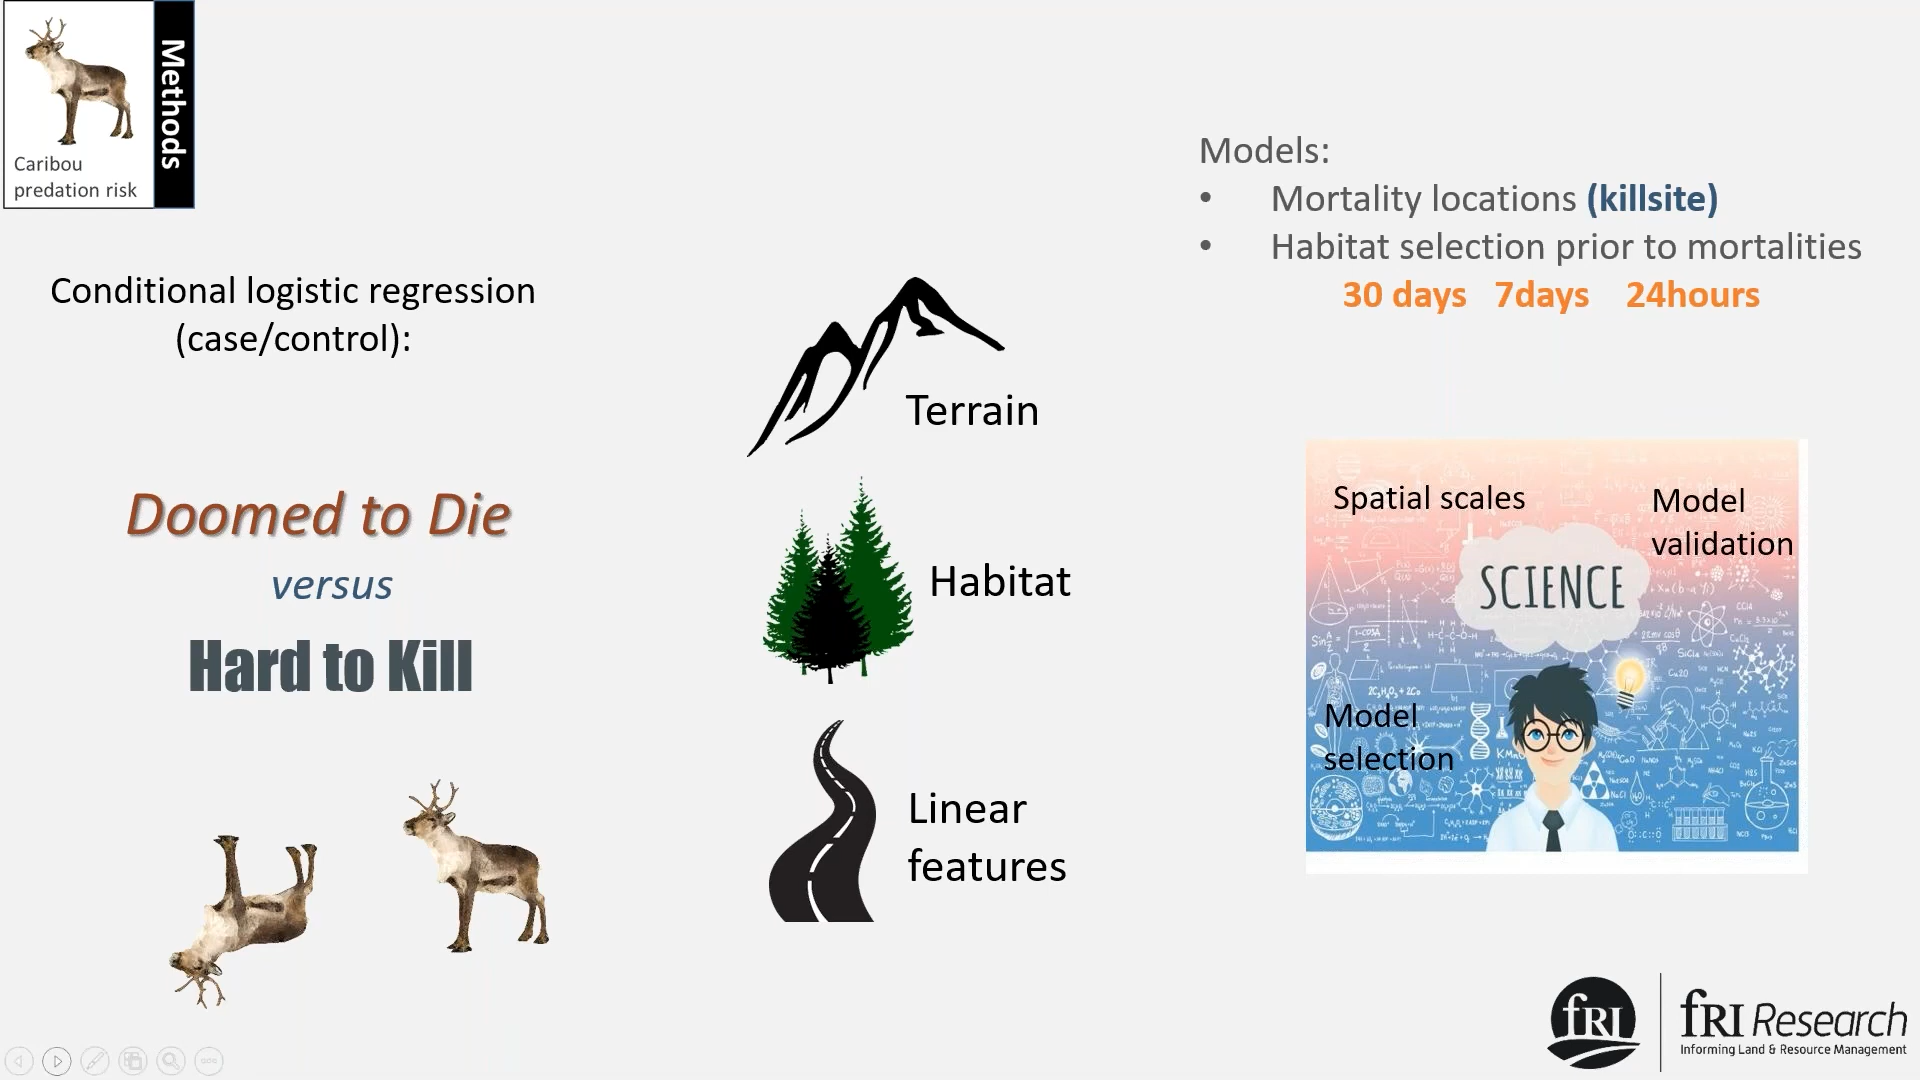 Methods
Caribou
predation risk
Conditional logistic regression
(case/control):
Doomed to Die
versus
Hard to Kill
Terrain
Habitat
Linear
features
Models:
• Mortality locations (killsite)
• Habitat selection prior to mortalities
30 days 7days 24hours
Spatial scales
Model
validation
SCIENCE
Model
selection
fRI
fRI Research
Informing Land & Resource Management